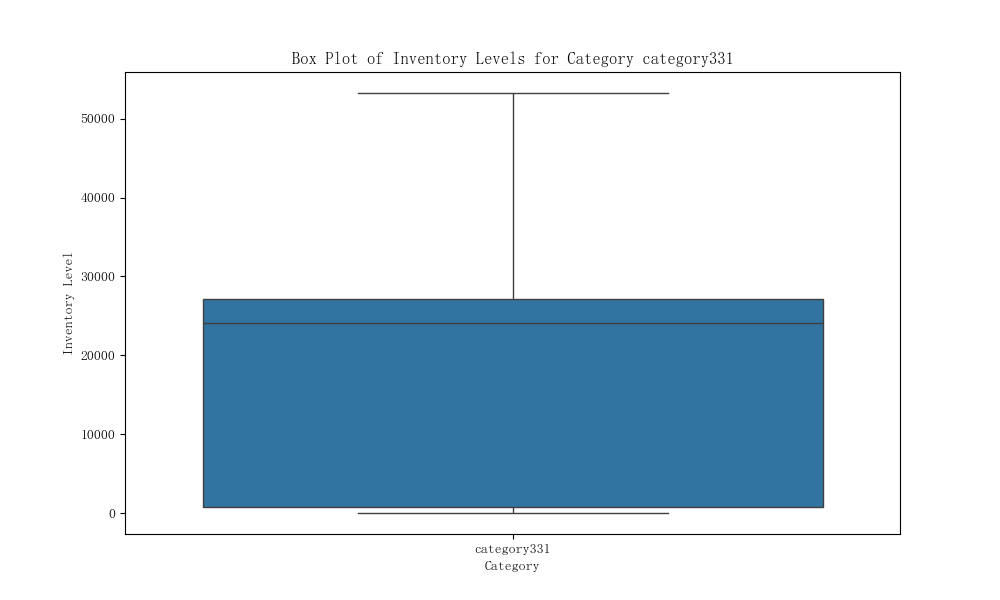 Box Plot of Inventory Levels for Category category331
50000
40000
30000
20000
10000
0
Inventory Level
category331
Category